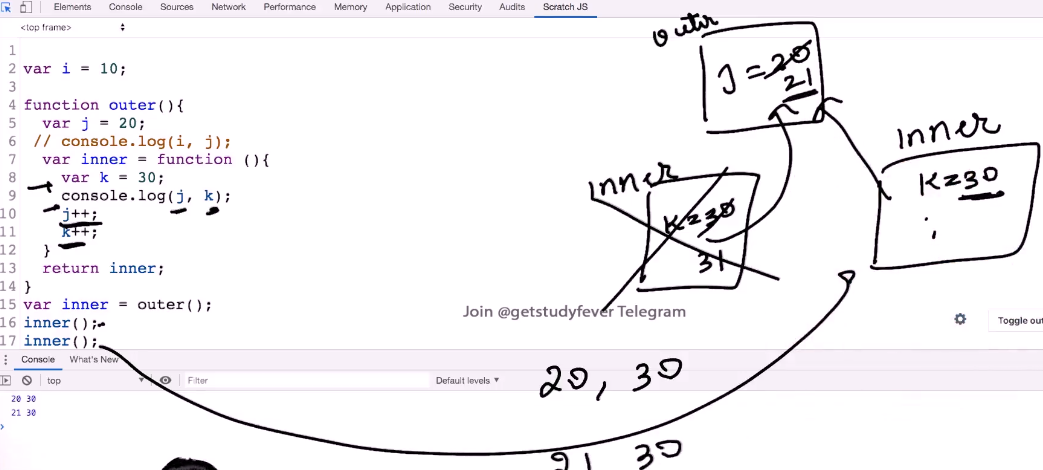 Elements Console Sources Network Performance Memory Application Security Audits Scratch JS
<top frame>
1
2 var i = 10;
3
4 function outer(){
5 var j = 20;
6 // console.log(i, j);
7 var inner = function (){
8 var k = 30;
9 console.log(j, k);
10 j++;
11 k++;
12 }
13 return inner;
14 }
15 var inner = outer();
16 inner();
17 inner();
outer
J = 20
21
inner
K = 30
31
inner
K = 30
Join @getstudyfever Telegram
Toggle out
Console What's New
top Filter Default levels
20 30
21 30
20, 30
21 30